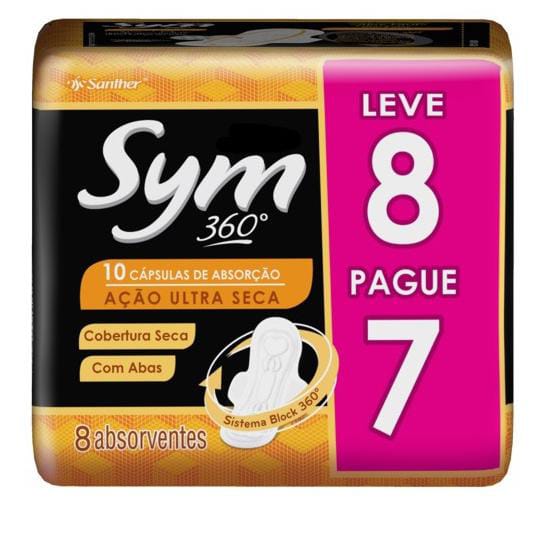 Santher
Sym
360°
10 CÁPSULAS DE ABSORÇÃO
AÇÃO ULTRA SECA
Cobertura Seca
Com Abas
Sistema Block 360°
8 absorventes
LEVE
8
PAGUE
7